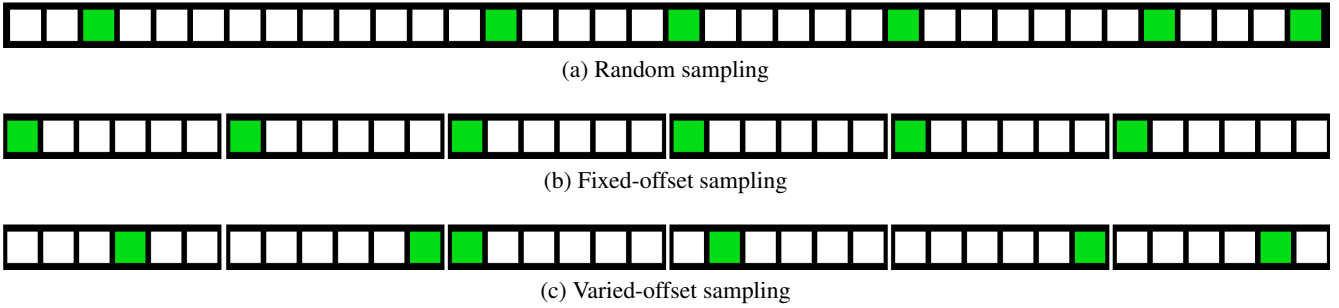 (a) Random sampling
(b) Fixed-offset sampling
(c) Varied-offset sampling